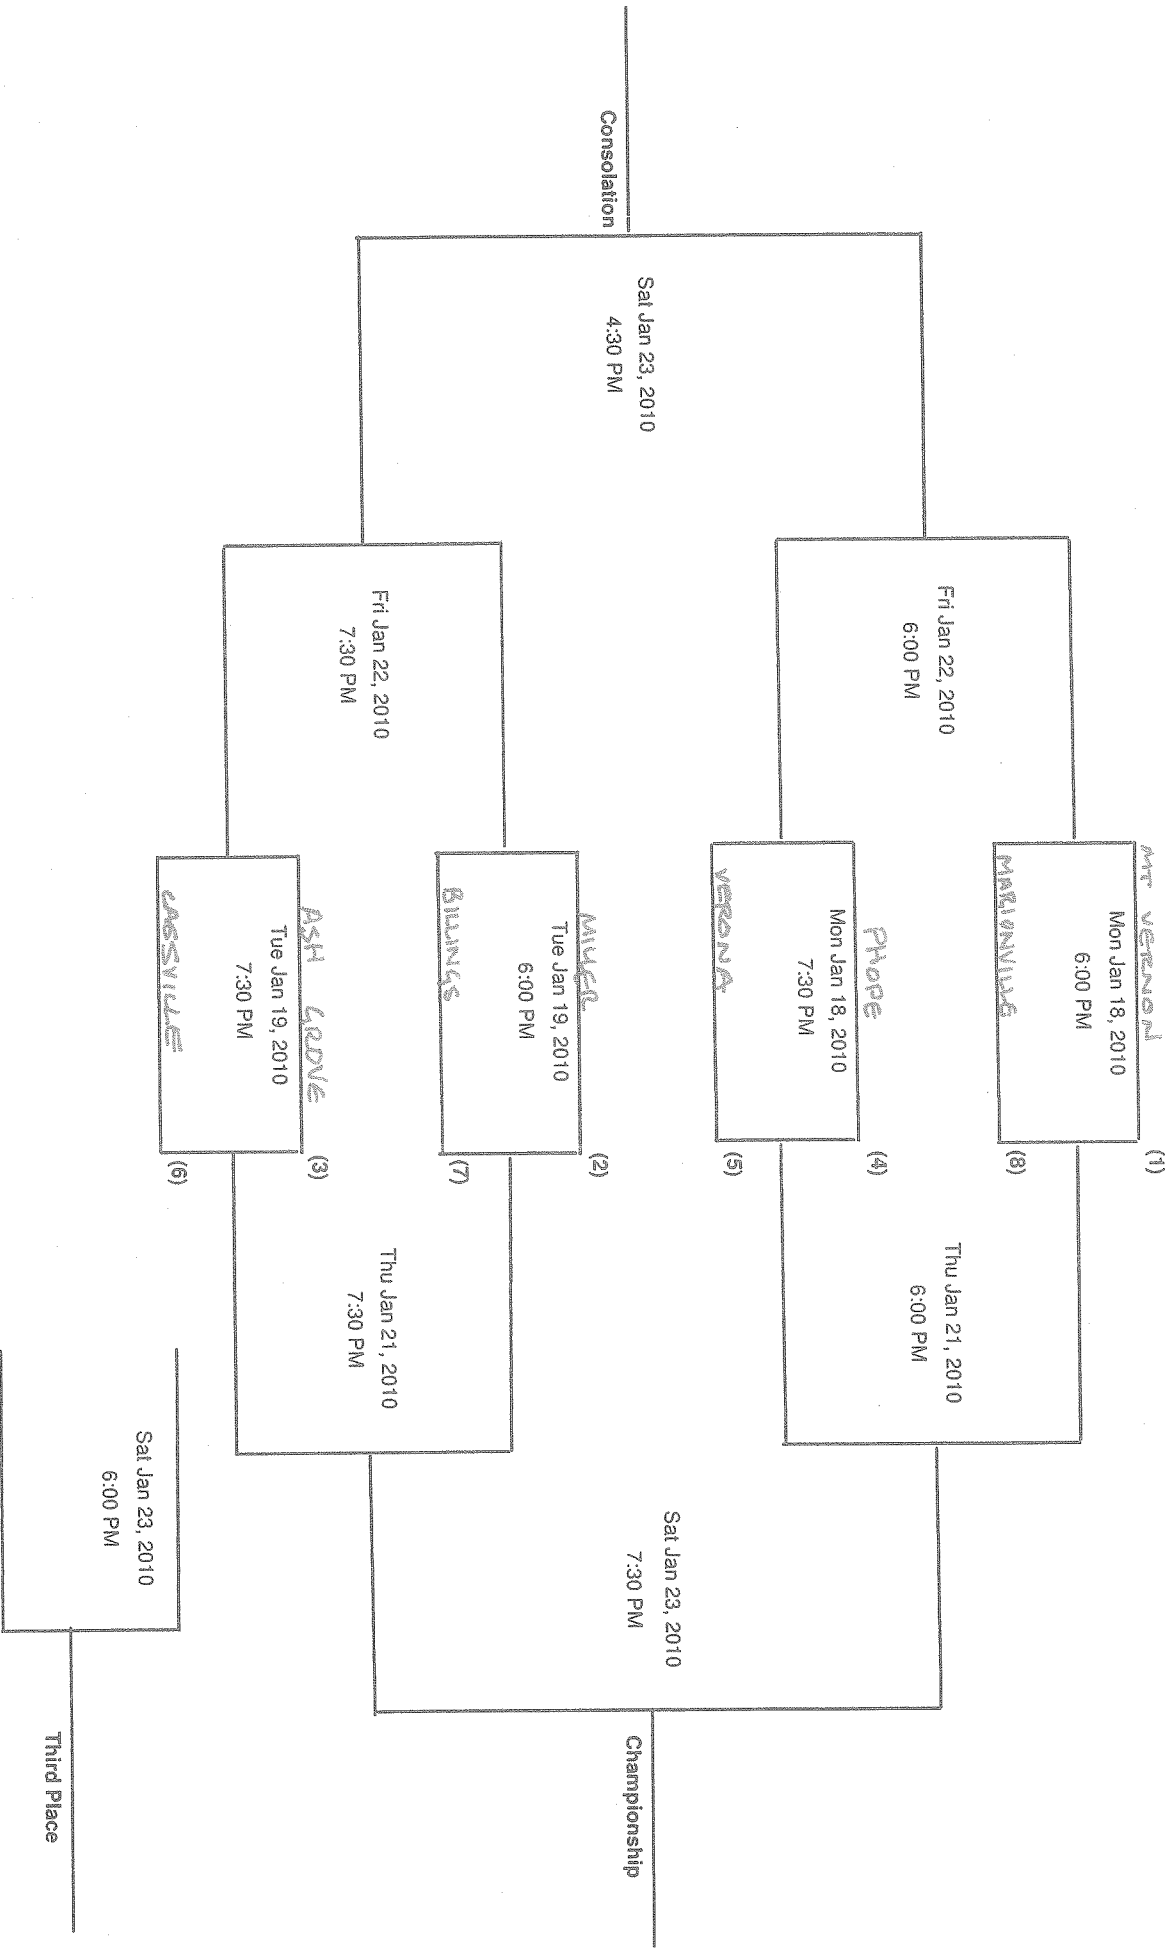 MT VERNON
(1)
Mon Jan 18, 2010
6:00 PM
MARIONVILLE
(8)
Fri Jan 22, 2010
6:00 PM
Thu Jan 21, 2010
6:00 PM
PHOPE
(4)
Mon Jan 18, 2010
7:30 PM
VERONA
(5)
Sat Jan 23, 2010
4:30 PM
Consolation
Sat Jan 23, 2010
7:30 PM
Championship
MILLER
(2)
Tue Jan 19, 2010
6:00 PM
BILLINGS
(7)
Fri Jan 22, 2010
7:30 PM
Thu Jan 21, 2010
7:30 PM
ASH GROVE
(3)
Tue Jan 19, 2010
7:30 PM
CASSVILLE
(6)
Sat Jan 23, 2010
6:00 PM
Third Place